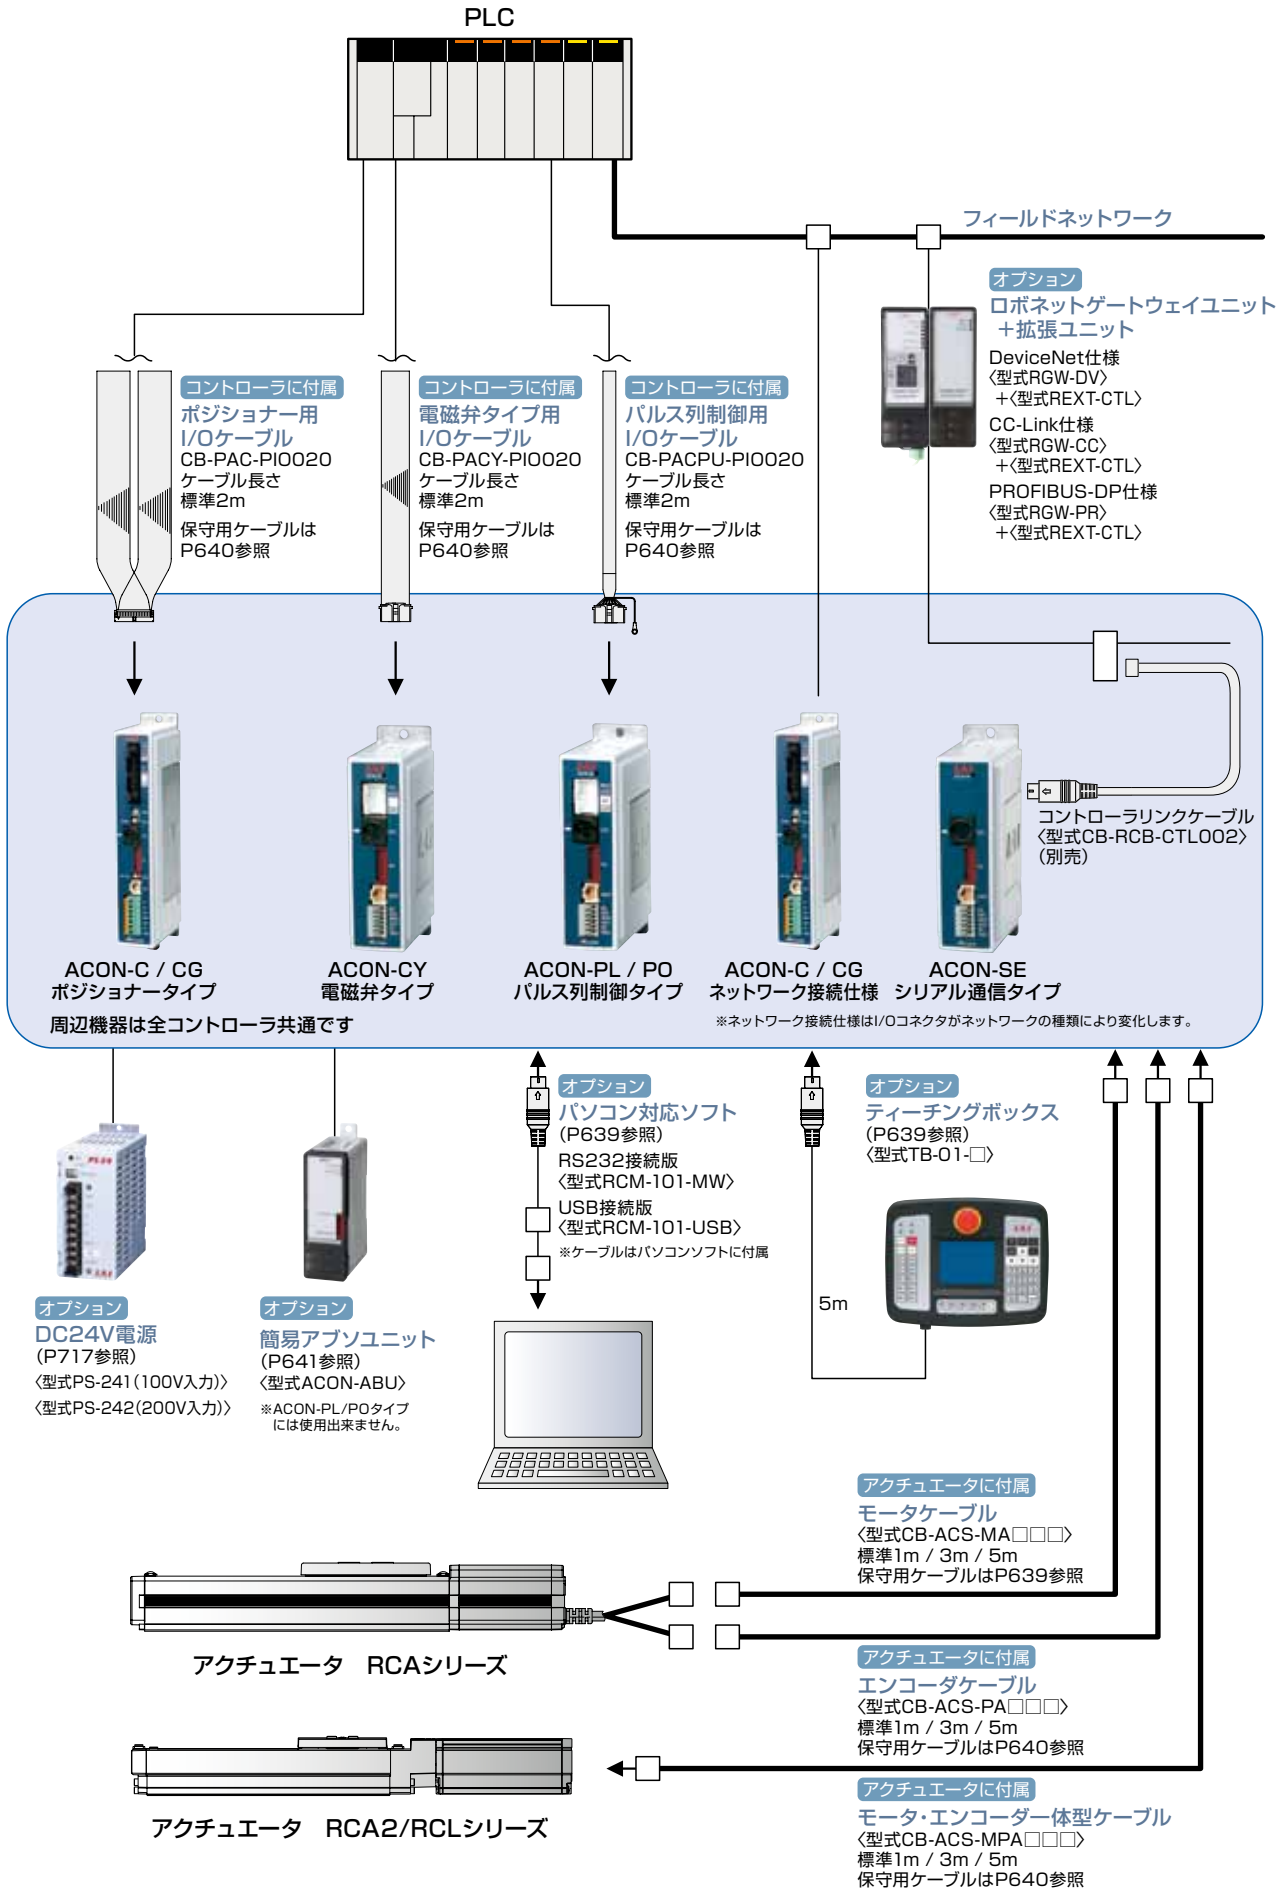 PLC
フィールドネットワーク
オプション
ロボネットゲートウェイユニット
＋拡張ユニット
DeviceNet仕様
〈型式RGW-DV〉
＋〈型式REXT-CTL〉
CC-Link仕様
〈型式RGW-CC〉
＋〈型式REXT-CTL〉
PROFIBUS-DP仕様
〈型式RGW-PR〉
＋〈型式REXT-CTL〉
コントローラに付属
ポジショナー用
I/Oケーブル
CB-PAC-PIO020
ケーブル長さ
標準2m
保守用ケーブルは
P640参照
コントローラに付属
電磁弁タイプ用
I/Oケーブル
CB-PACY-PIO020
ケーブル長さ
標準2m
保守用ケーブルは
P640参照
コントローラに付属
パルス列制御用
I/Oケーブル
CB-PACPU-PIO020
ケーブル長さ
標準2m
保守用ケーブルは
P640参照
コントローラリンクケーブル
〈型式CB-RCB-CTL002〉
（別売）
ACON-C / CG
ポジショナータイプ
ACON-CY
電磁弁タイプ
ACON-PL / PO
パルス列制御タイプ
ACON-C / CG
ネットワーク接続仕様
ACON-SE
シリアル通信タイプ
周辺機器は全コントローラ共通です
※ネットワーク接続仕様はI/Oコネクタがネットワークの種類により変化します。
オプション
DC24V電源
（P717参照）
〈型式PS-241（100V入力）〉
〈型式PS-242（200V入力）〉
オプション
簡易アブソユニット
（P641参照）
〈型式ACON-ABU〉
※ACON-PL/POタイプ
には使用出来ません。
オプション
パソコン対応ソフト
（P639参照）
RS232接続版
〈型式RCM-101-MW〉
USB接続版
〈型式RCM-101-USB〉
※ケーブルはパソコンソフトに付属
オプション
ティーチングボックス
（P639参照）
〈型式TB-01-□〉
5m
アクチュエータに付属
モータケーブル
〈型式CB-ACS-MA□□□〉
標準1m / 3m / 5m
保守用ケーブルはP639参照
アクチュエータ　RCAシリーズ
アクチュエータに付属
エンコーダケーブル
〈型式CB-ACS-PA□□□〉
標準1m / 3m / 5m
保守用ケーブルはP640参照
アクチュエータ　RCA2/RCLシリーズ
アクチュエータに付属
モータ・エンコーダ一体型ケーブル
〈型式CB-ACS-MPA□□□〉
標準1m / 3m / 5m
保守用ケーブルはP640参照